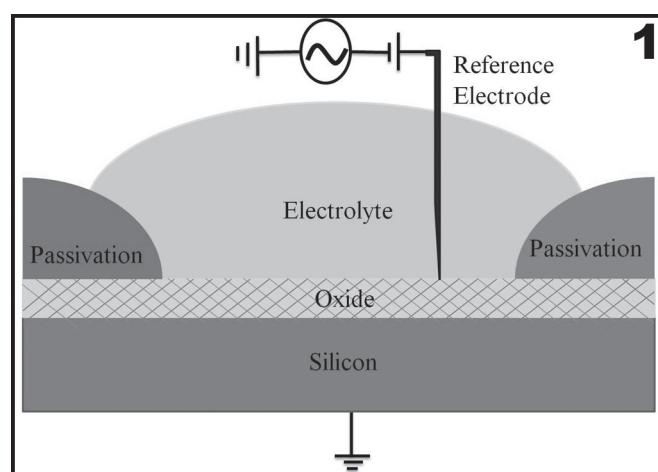 1
Reference
Electrode
Electrolyte
Passivation
Passivation
Oxide
Silicon